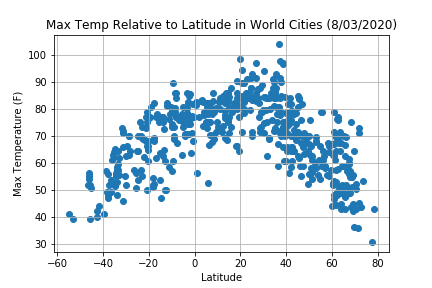 Max Temp Relative to Latitude in World Cities (8/03/2020)
100
90
80
70
60
50
40
30
Max Temperature (F)
−60 −40 −20 0 20 40 60 80
Latitude